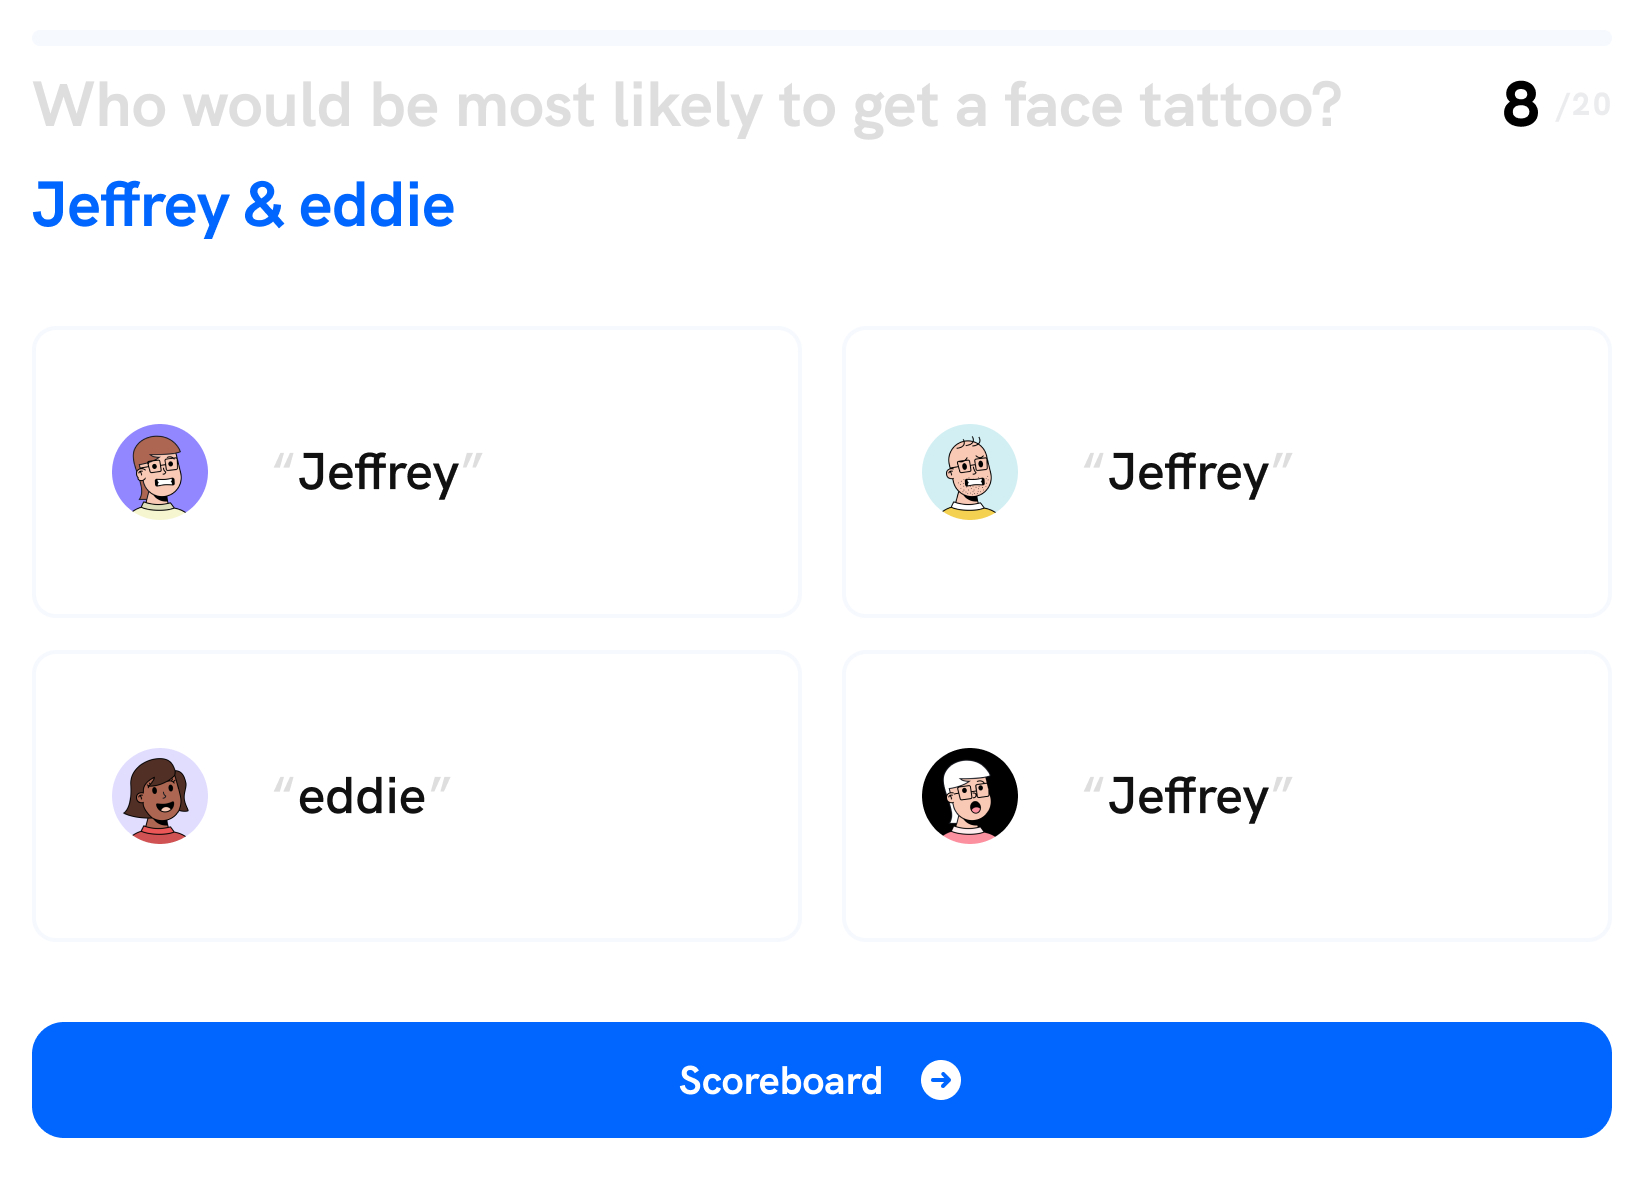 Who would be most likely to get a face tattoo?
8 /20
Jeffrey & eddie
“Jeffrey”
“Jeffrey”
“eddie”
“Jeffrey”
Scoreboard